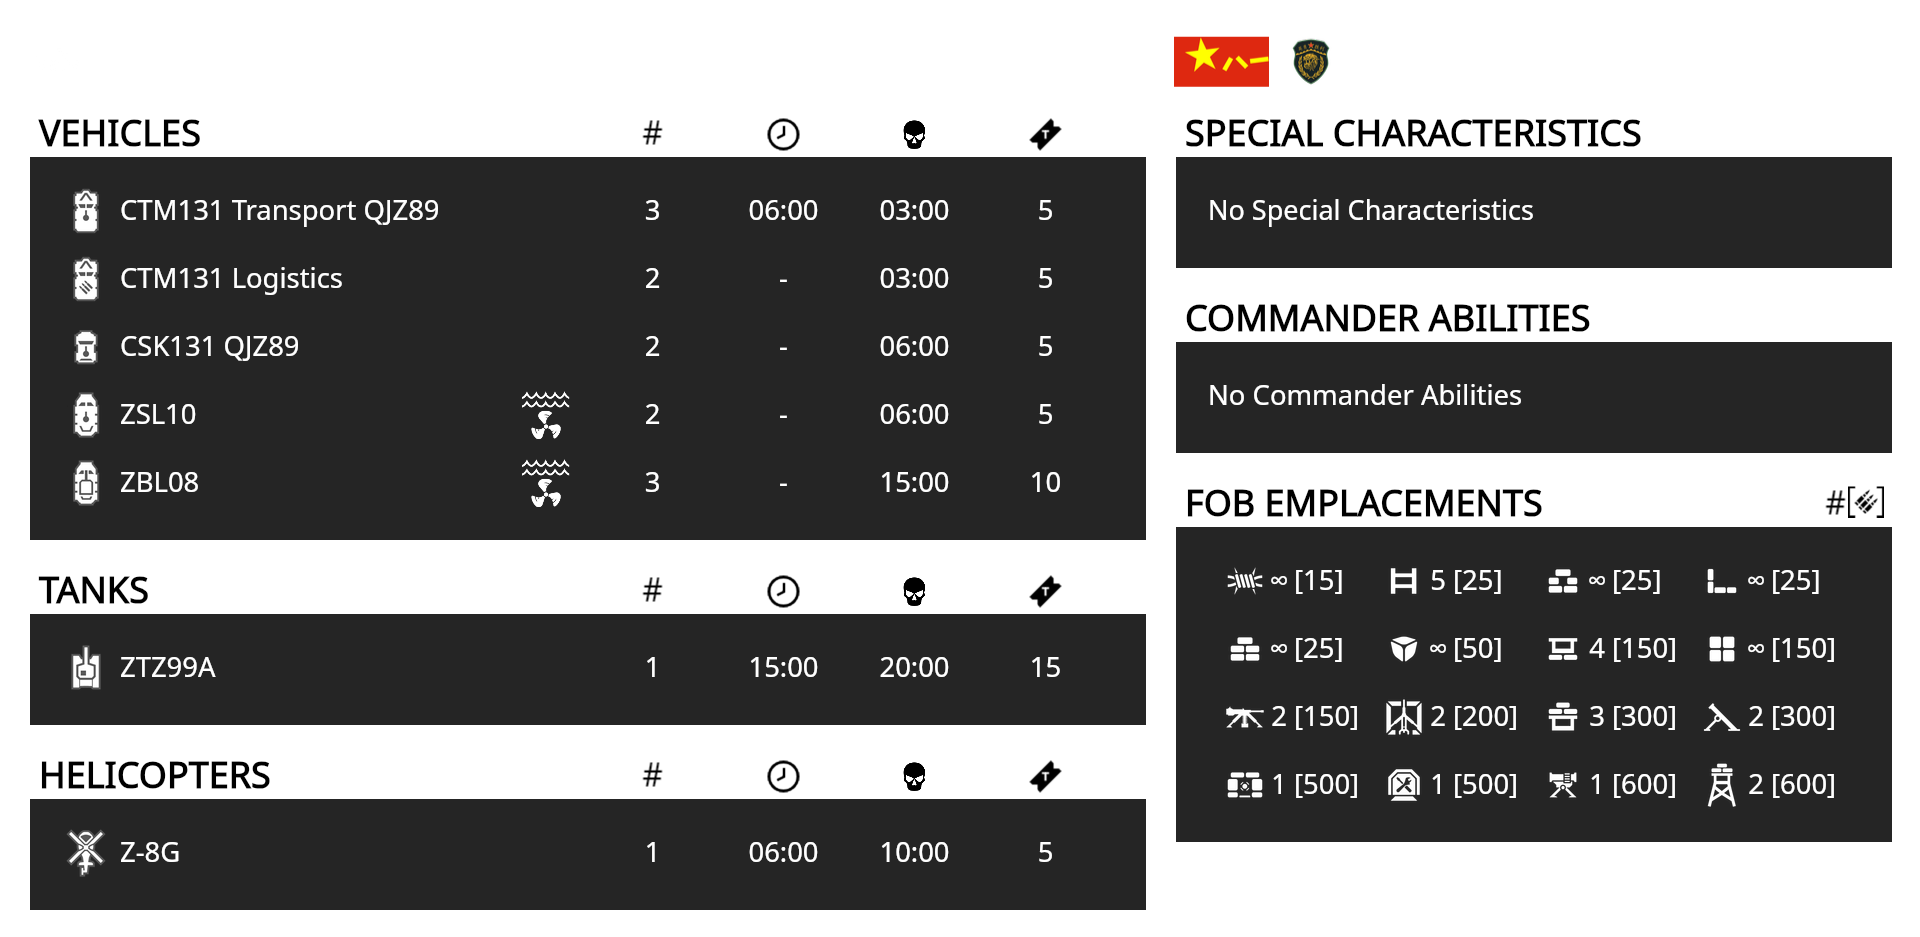 VEHICLES #
CTM131 Transport QJZ89 3 06:00 03:00 5
CTM131 Logistics 2 - 03:00 5
CSK131 QJZ89 2 - 06:00 5
ZSL10 2 - 06:00 5
ZBL08 3 - 15:00 10
TANKS #
ZTZ99A 1 15:00 20:00 15
HELICOPTERS #
Z-8G 1 06:00 10:00 5
八一
SPECIAL CHARACTERISTICS
No Special Characteristics
COMMANDER ABILITIES
No Commander Abilities
FOB EMPLACEMENTS #[ ]
∞ [15] 5 [25] ∞ [25] ∞ [25]
∞ [25] ∞ [50] 4 [150] ∞ [150]
2 [150] 2 [200] 3 [300] 2 [300]
1 [500] 1 [500] 1 [600] 2 [600]